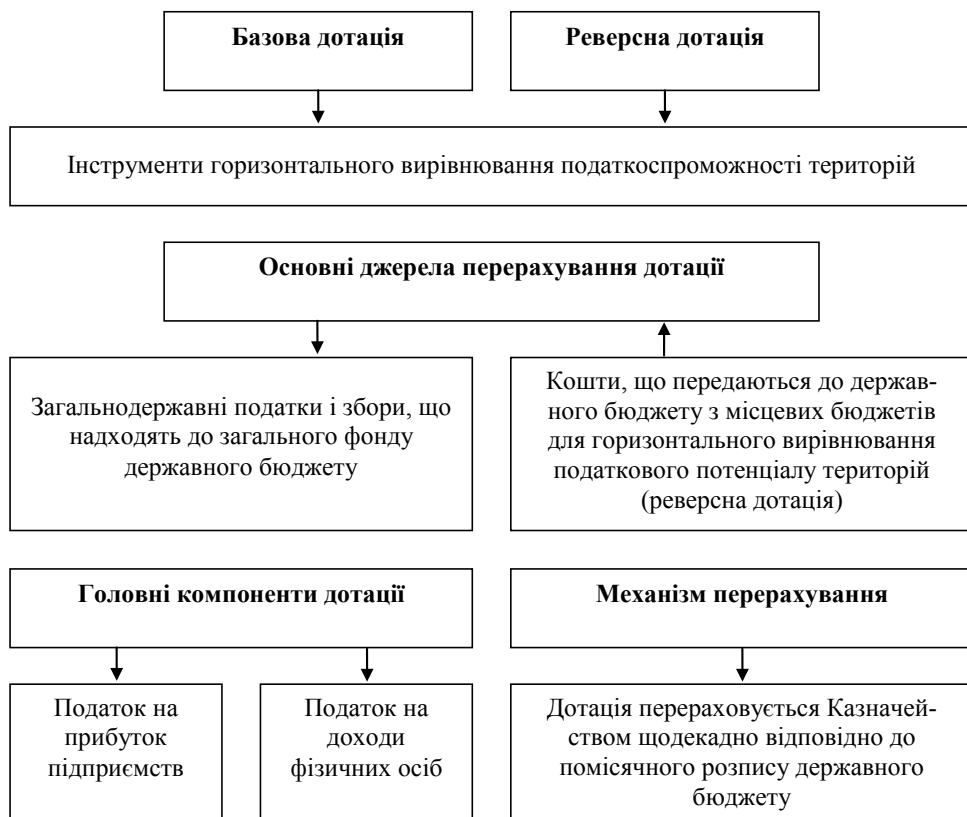 Базова дотація
Реверсна дотація
Інструменти горизонтального вирівнювання податкоспроможності територій
Основні джерела перерахування дотації
Загальнодержавні податки і збори, що
надходять до загального фонду
державного бюджету
Кошти, що передаються до держав-
ного бюджету з місцевих бюджетів
для горизонтального вирівнювання
податкового потенціалу територій
(реверсна дотація)
Головні компоненти дотації
Механізм перерахування
Податок на
прибуток
підприємств
Податок на
доходи
фізичних осіб
Дотація перераховується Казначей-
ством щодекадно відповідно до
помісячного розпису державного
бюджету